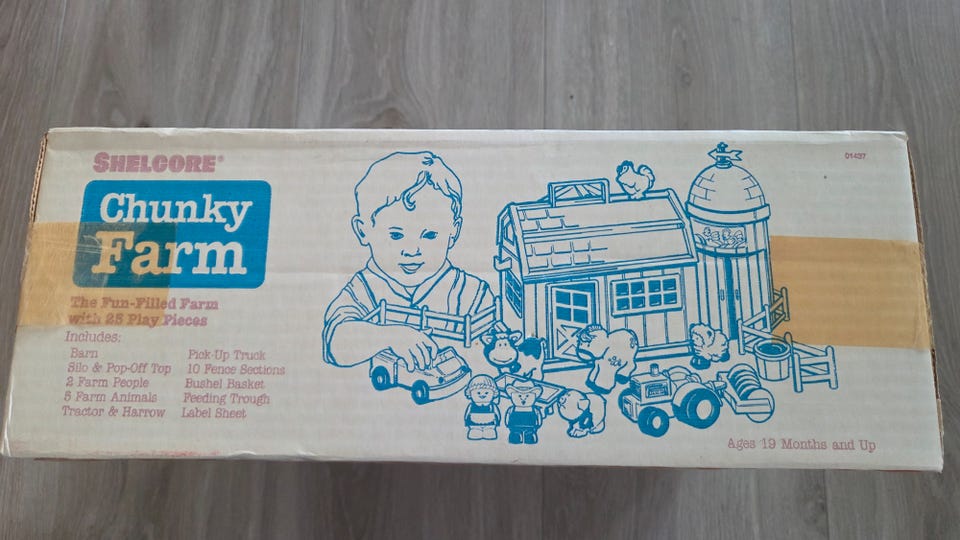 SHELCORE®
01437
Chunky
Farm
The Fun-Filled Farm
with 25 Play Pieces
Includes:
Barn
Silo & Pop-Off Top
2 Farm People
5 Farm Animals
Tractor & Harrow
Pick-Up Truck
10 Fence Sections
Bushel Basket
Feeding Trough
Label Sheet
Ages 19 Months and Up